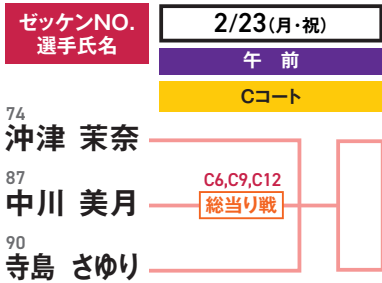 ゼッケンNO.
選手氏名
2/23(月・祝)
午 前
Cコート
74
沖津 茉奈
87
中川 美月
C6,C9,C12
総当り戦
90
寺島 さゆり